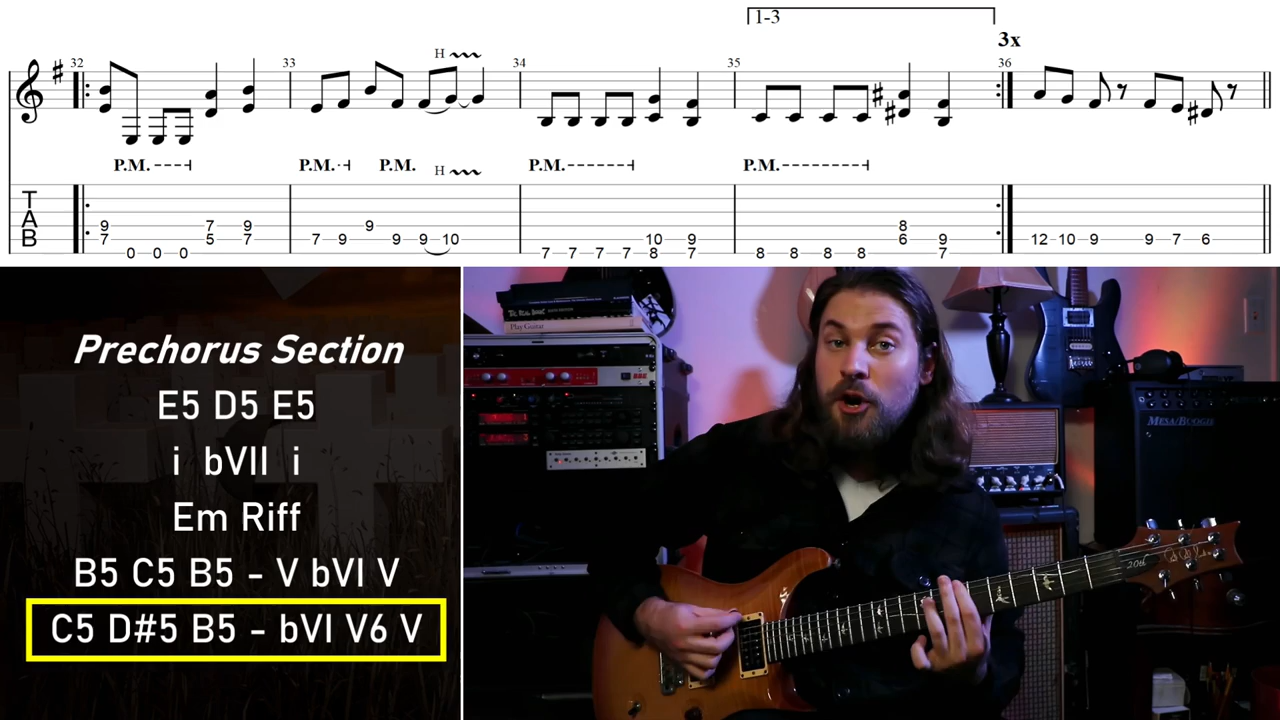 1-3
3x
32 33 34 35 36
H
P.M. P.M. P.M. P.M. P.M.
H
T
A
B
9 7 9 9 8
7 5 7 7 9 9 9 10 10 9 6 9 12 10 9 9 7 6
0 0 0 7 7 7 7 8 7 8 8 8 8 7
Prechorus Section
E5 D5 E5
i bVII i
Em Riff
B5 C5 B5 - V bVI V
C5 D#5 B5 - bVI V6 V
Play Guitar
MESA/BOOGIE
20th